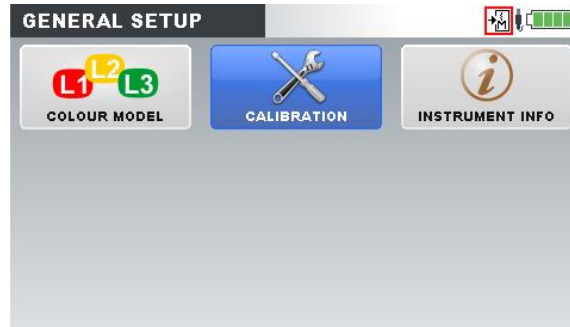 GENERAL SETUP
M
L1 L2 L3
COLOUR MODEL
CALIBRATION
i
INSTRUMENT INFO